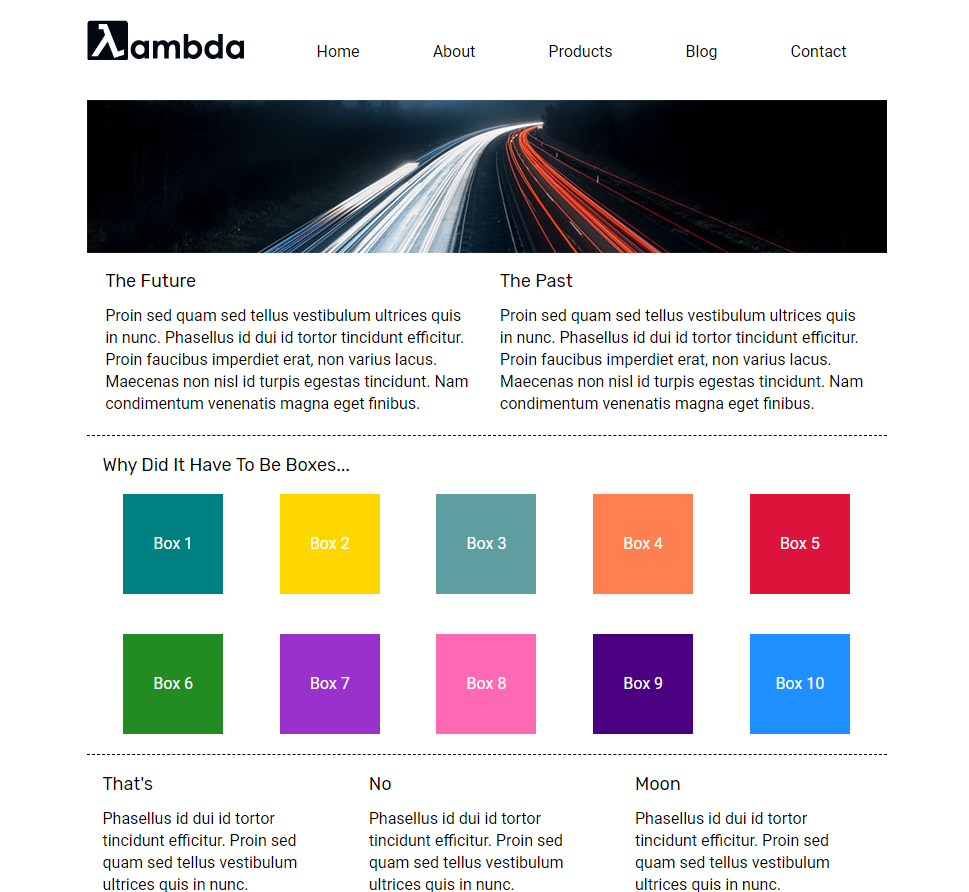 λambda
Home About Products Blog Contact
The Future
Proin sed quam sed tellus vestibulum ultrices quis
in nunc. Phasellus id dui id tortor tincidunt efficitur.
Proin faucibus imperdiet erat, non varius lacus.
Maecenas non nisl id turpis egestas tincidunt. Nam
condimentum venenatis magna eget finibus.
The Past
Proin sed quam sed tellus vestibulum ultrices quis
in nunc. Phasellus id dui id tortor tincidunt efficitur.
Proin faucibus imperdiet erat, non varius lacus.
Maecenas non nisl id turpis egestas tincidunt. Nam
condimentum venenatis magna eget finibus.
Why Did It Have To Be Boxes...
Box 1 Box 2 Box 3 Box 4 Box 5
Box 6 Box 7 Box 8 Box 9 Box 10
That's
Phasellus id dui id tortor
tincidunt efficitur. Proin sed
quam sed tellus vestibulum
ultrices quis in nunc.
No
Phasellus id dui id tortor
tincidunt efficitur. Proin sed
quam sed tellus vestibulum
ultrices quis in nunc.
Moon
Phasellus id dui id tortor
tincidunt efficitur. Proin sed
quam sed tellus vestibulum
ultrices quis in nunc.